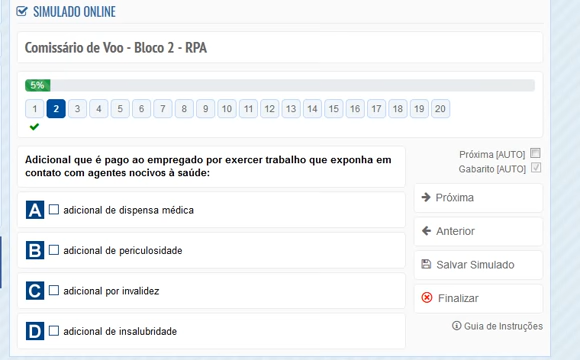 SIMULADO ONLINE
Comissário de Voo - Bloco 2 - RPA
5%
1 2 3 4 5 6 7 8 9 10 11 12 13 14 15 16 17 18 19 20
Adicional que é pago ao empregado por exercer trabalho que exponha em
contato com agentes nocivos à saúde:
A adicional de dispensa médica
B adicional de periculosidade
C adicional por invalidez
D adicional de insalubridade
Próxima [AUTO]
Gabarito [AUTO]
Próxima
Anterior
Salvar Simulado
Finalizar
Guia de Instruções